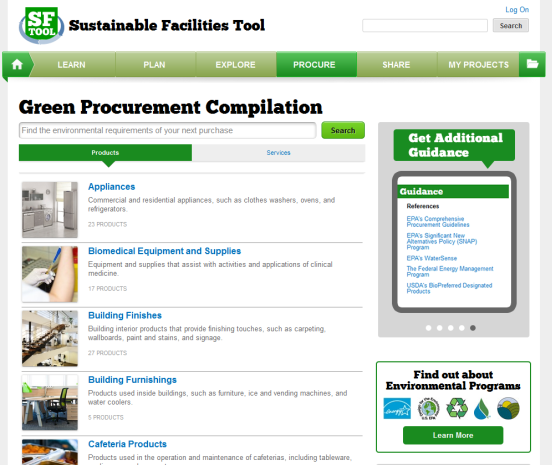 Log On
SF
TOOL
Sustainable Facilities Tool
Search
LEARN
PLAN
EXPLORE
PROCURE
SHARE
MY PROJECTS
Green Procurement Compilation
Find the environmental requirements of your next purchase
Search
Products
Services
Appliances
Commercial and residential appliances, such as clothes washers, ovens, and
refrigerators.
23 PRODUCTS
Biomedical Equipment and Supplies
Equipment and supplies that assist with activities and applications of clinical
medicine.
17 PRODUCTS
Building Finishes
Building interior products that provide finishing touches, such as carpeting,
wallboards, paint and stains, and signage.
27 PRODUCTS
Building Furnishings
Products used inside buildings, such as furniture, ice and vending machines, and
water coolers.
5 PRODUCTS
Cafeteria Products
Products used in the operation and maintenance of cafeterias, including tableware,
Get Additional
Guidance
Guidance
References
EPA's Comprehensive
Procurement Guidelines
EPA's Significant New
Alternatives Policy (SNAP)
Program
EPA's WaterSense
The Federal Energy Management
Program
USDA's BioPreferred Designated
Products
Find out about
Environmental Programs
Learn More